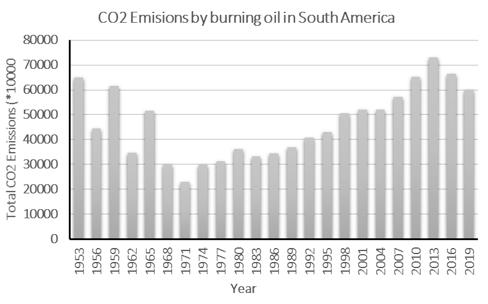 CO2 Emisions by burning oil in South America
Total CO2 Emissions (*10000
80000
70000
60000
50000
40000
30000
20000
10000
0
1953 1956 1959 1962 1965 1968 1971 1974 1977 1980 1983 1986 1989 1992 1995 1998 2001 2004 2007 2010 2013 2016 2019
Year